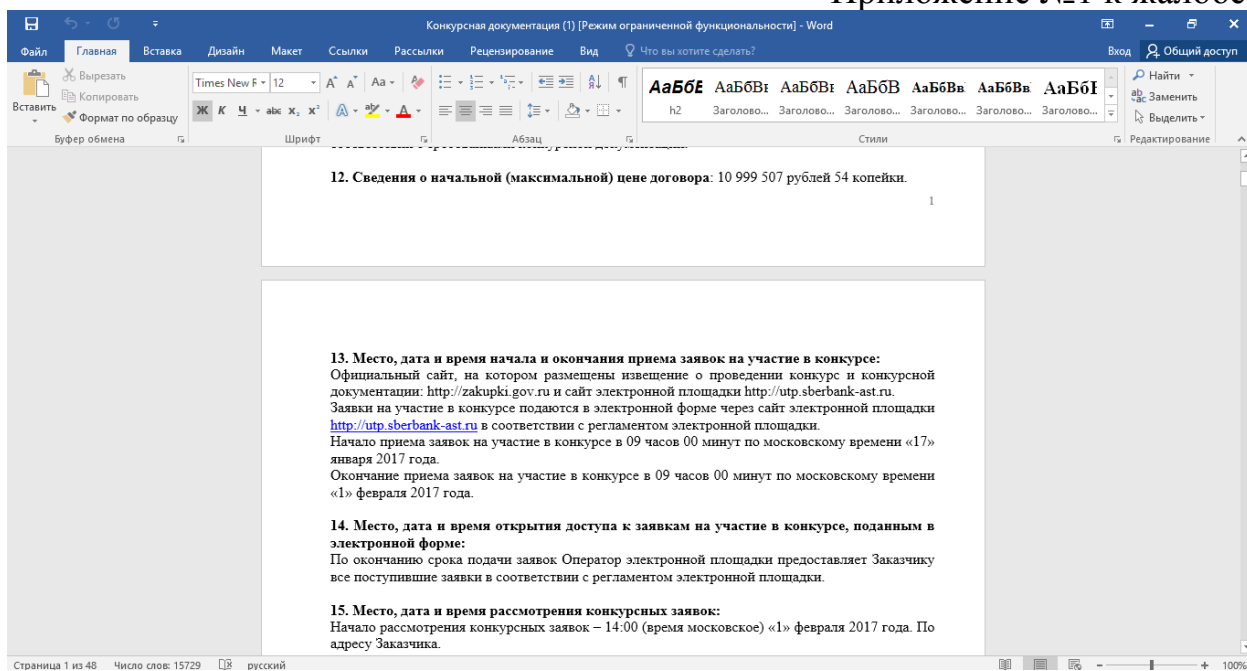 Приложение №1 к жалобе
Конкурсная документация (1) [Режим ограниченной функциональности] - Word
Файл Главная Вставка Дизайн Макет Ссылки Рассылки Рецензирование Вид Что вы хотите сделать? Вход Общий доступ
Вставить
Вырезать
Копировать
Формат по образцу
Буфер обмена
Times New F 12
Ж К Ч abc X₂ X²
Шрифт
Абзац
АаБбЕ АаБбВı АаБбВı АаБбВ АаБбВв АаБбВв АаБбІ
h2 Заголово... Заголово... Заголово... Заголово... Заголово... Заголово...
Стили
Найти
Заменить
Выделить
Редактирование
12. Сведения о начальной (максимальной) цене договора: 10 999 507 рублей 54 копейки.
1
13. Место, дата и время начала и окончания приема заявок на участие в конкурсе:
Официальный сайт, на котором размещены извещение о проведении конкурс и конкурсной
документации: http://zakupki.gov.ru и сайт электронной площадки http://utp.sberbank-ast.ru.
Заявки на участие в конкурсе подаются в электронной форме через сайт электронной площадки
http://utp.sberbank-ast.ru в соответствии с регламентом электронной площадки.
Начало приема заявок на участие в конкурсе в 09 часов 00 минут по московскому времени «17»
января 2017 года.
Окончание приема заявок на участие в конкурсе в 09 часов 00 минут по московскому времени
«1» февраля 2017 года.
14. Место, дата и время открытия доступа к заявкам на участие в конкурсе, поданным в
электронной форме:
По окончанию срока подачи заявок Оператор электронной площадки предоставляет Заказчику
все поступившие заявки в соответствии с регламентом электронной площадки.
15. Место, дата и время рассмотрения конкурсных заявок:
Начало рассмотрения конкурсных заявок – 14:00 (время московское) «1» февраля 2017 года. По
адресу Заказчика.
Страница 1 из 48 Число слов: 15729 русский 100%